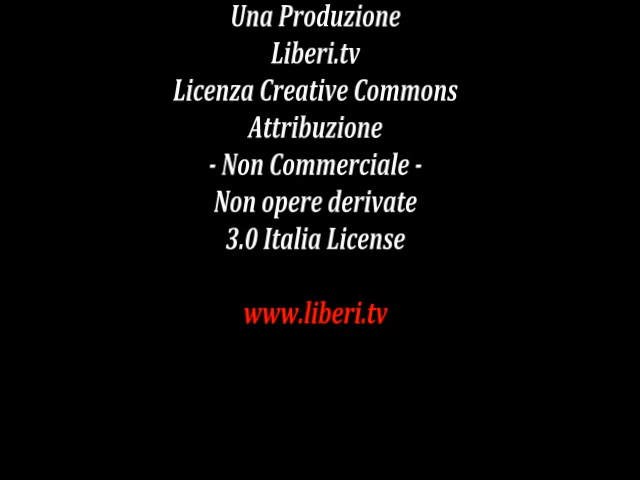 Una Produzione
Liberi.tv
Licenza Creative Commons
Attribuzione
- Non Commerciale -
Non opere derivate
3.0 Italia License
www.liberi.tv